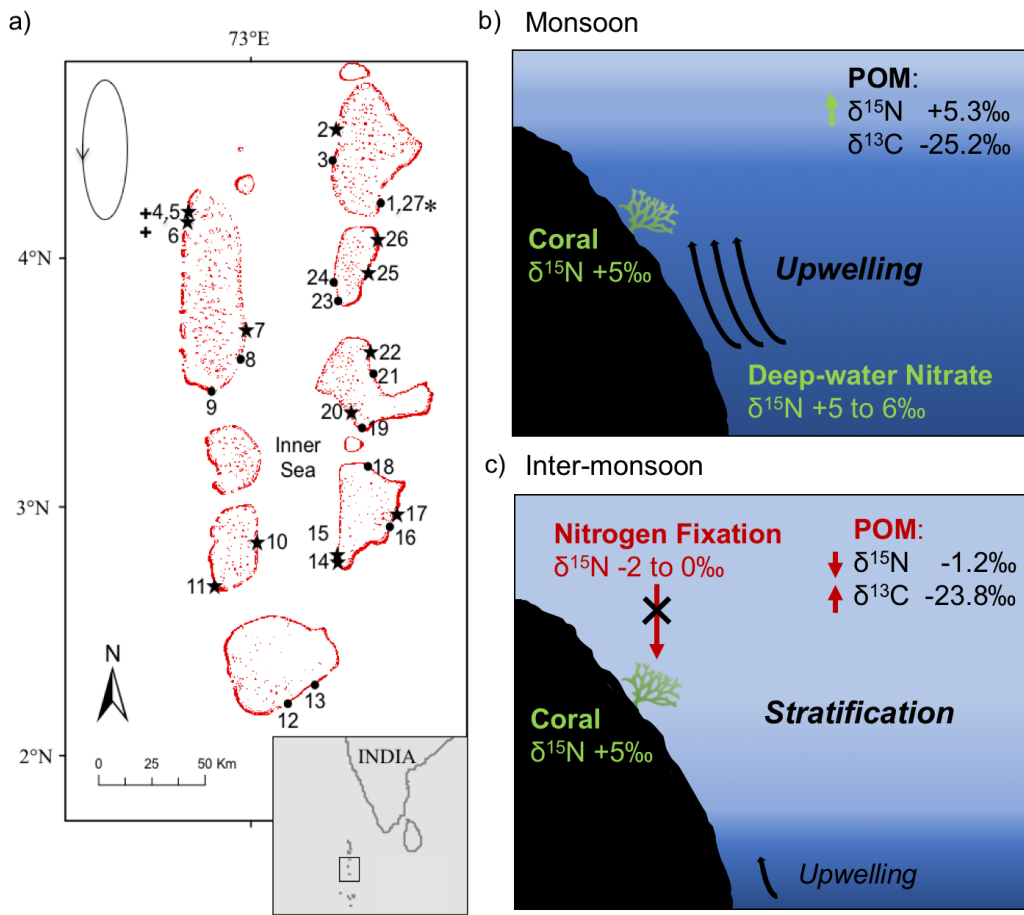 a)
73°E
4°N
3°N
2°N
2
3
1,27*
+4,5
+ 6
26
25
24
23
7
8
9
22
21
20
19
Inner
Sea
18
17
16
15
14
10
11
13
12
N
0 25 50 Km
INDIA
b) Monsoon
POM:
δ¹⁵N +5.3‰
δ¹³C -25.2‰
Coral
δ¹⁵N +5‰
Upwelling
Deep-water Nitrate
δ¹⁵N +5 to 6‰
c) Inter-monsoon
Nitrogen Fixation
δ¹⁵N -2 to 0‰
POM:
δ¹⁵N -1.2‰
δ¹³C -23.8‰
Coral
δ¹⁵N +5‰
Stratification
Upwelling